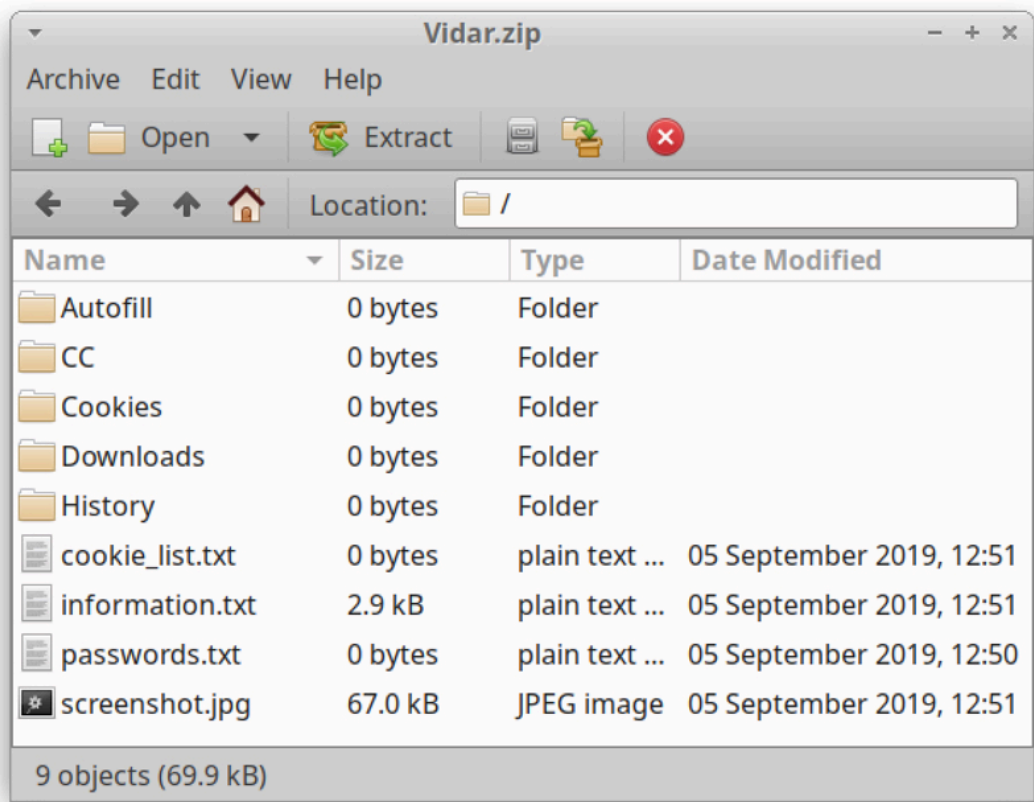 Vidar.zip
Archive Edit View Help
Open Extract
Location: /
Name Size Type Date Modified
Autofill 0 bytes Folder
CC 0 bytes Folder
Cookies 0 bytes Folder
Downloads 0 bytes Folder
History 0 bytes Folder
cookie_list.txt 0 bytes plain text ... 05 September 2019, 12:51
information.txt 2.9 kB plain text ... 05 September 2019, 12:51
passwords.txt 0 bytes plain text ... 05 September 2019, 12:50
screenshot.jpg 67.0 kB JPEG image 05 September 2019, 12:51
9 objects (69.9 kB)